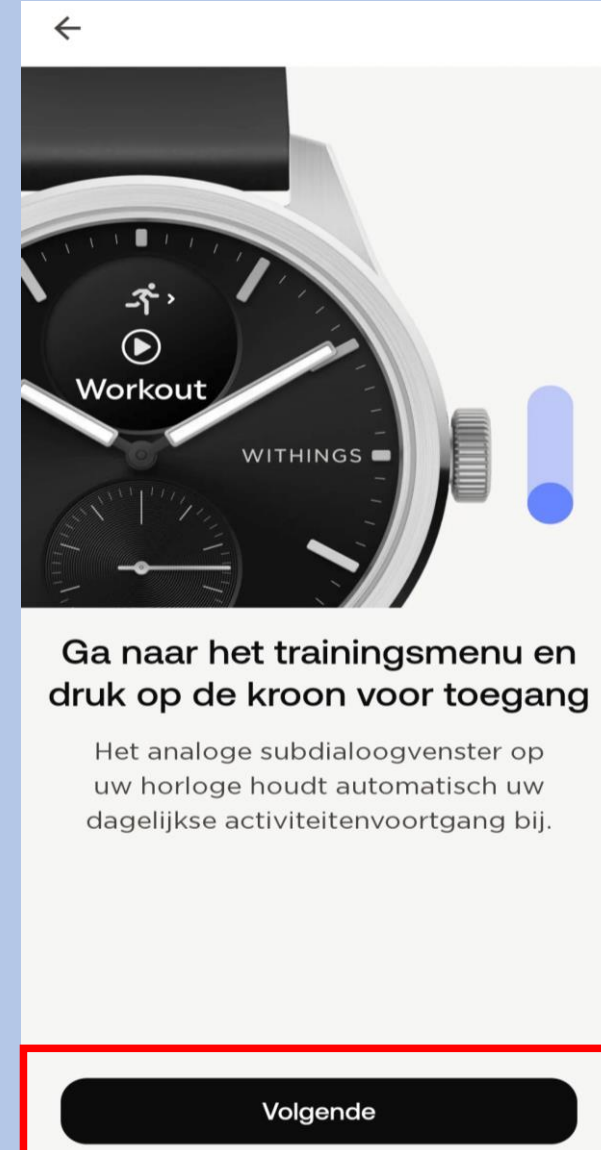 Workout
WITHINGS
Ga naar het trainingsmenu en
druk op de kroon voor toegang
Het analoge subdialoogvenster op
uw horloge houdt automatisch uw
dagelijkse activiteitenvoortgang bij.
Volgende